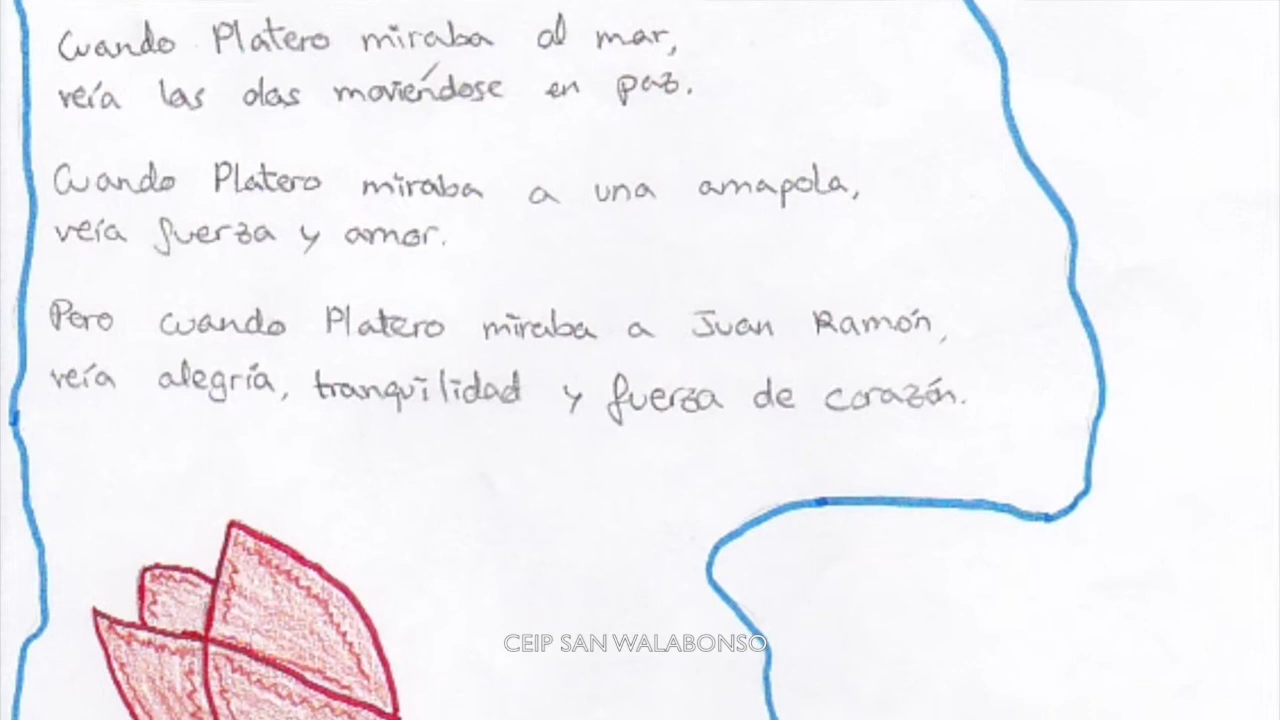 Cuando Platero miraba al mar,
veía las olas moviéndose en paz.
Cuando Platero miraba a una amapola,
veía fuerza y amor.
Pero cuando Platero miraba a Juan Ramón,
veía alegría, tranquilidad y fuerza de corazón.
CEIP SAN WALABONSO